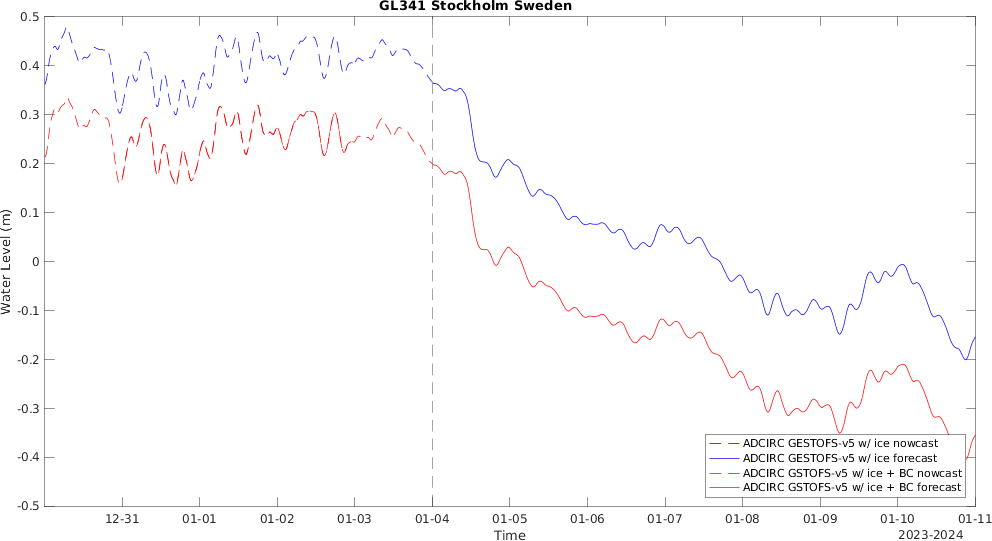 GL341 Stockholm Sweden
0.5
0.4
0.3
0.2
0.1
0
-0.1
-0.2
-0.3
-0.4
-0.5
Water Level (m)
ADCIRC GESTOFS-v5 w/ ice nowcast
ADCIRC GESTOFS-v5 w/ ice forecast
ADCIRC GSTOFS-v5 w/ ice + BC nowcast
ADCIRC GSTOFS-v5 w/ ice + BC forecast
12-31 01-01 01-02 01-03 01-04 01-05 01-06 01-07 01-08 01-09 01-10 01-11
Time
2023-2024